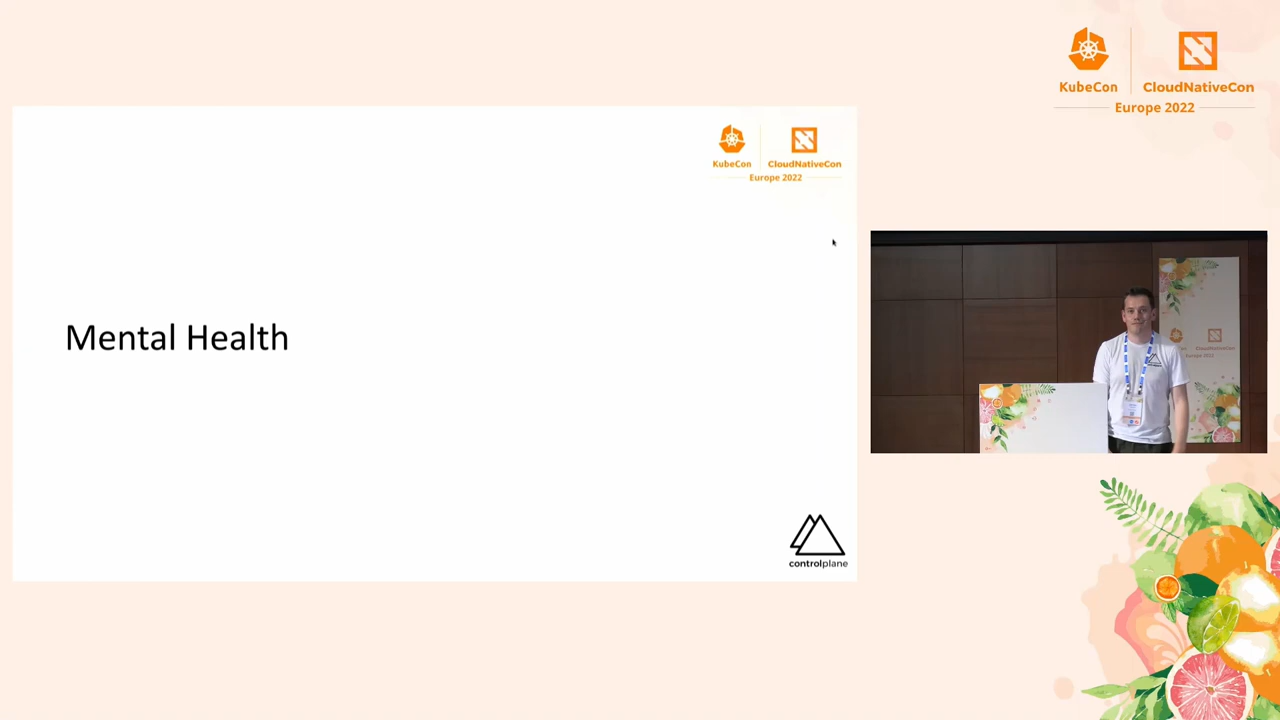 KubeCon
CloudNativeCon
Europe 2022
KubeCon
CloudNativeCon
Europe 2022
Mental Health
controlplane